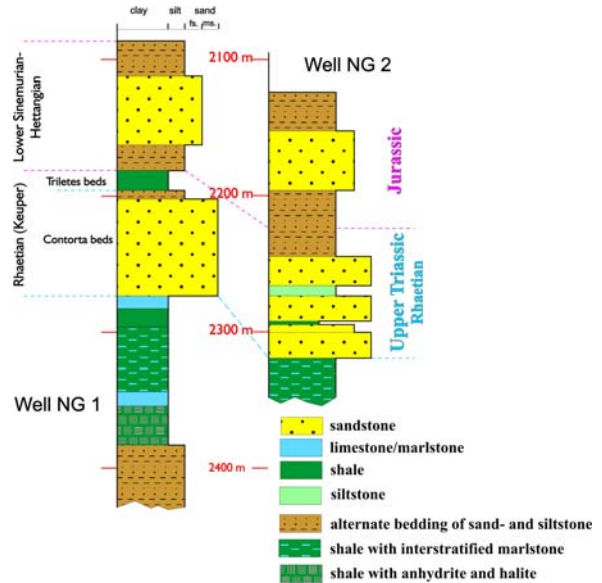 clay silt sand
fs. ms.
2100 m
Well NG 2
Lower Sinemurian-
Hettangian
Jurassic
Triletes beds
2200 m
Rhaetian (Keuper)
Contorta beds
Upper Triassic
Rhaetian
2300 m
Well NG 1
sandstone
limestone/marlstone
2400 m
shale
siltstone
alternate bedding of sand- and siltstone
shale with interstratified marlstone
shale with anhydrite and halite